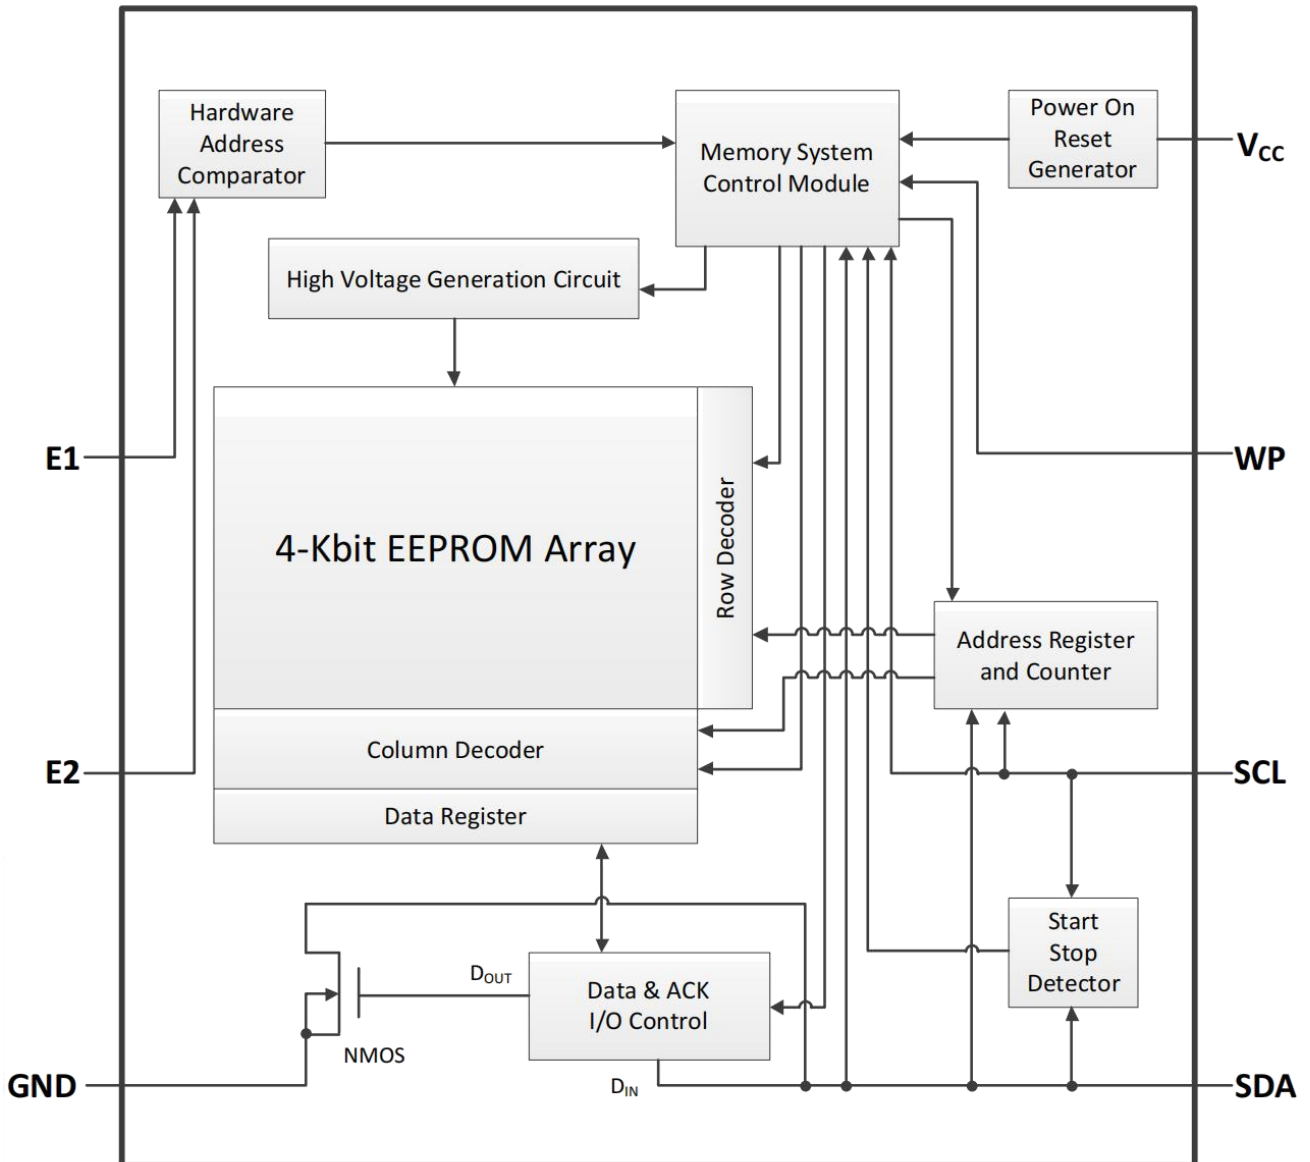 Hardware
Address
Comparator
Memory System
Control Module
Power On
Reset
Generator
VCC
High Voltage Generation Circuit
E1
WP
4-Kbit EEPROM Array
Row Decoder
Address Register
and Counter
Column Decoder
E2
SCL
Data Register
Start
Stop
Detector
DOUT
Data & ACK
I/O Control
NMOS
GND
DIN
SDA